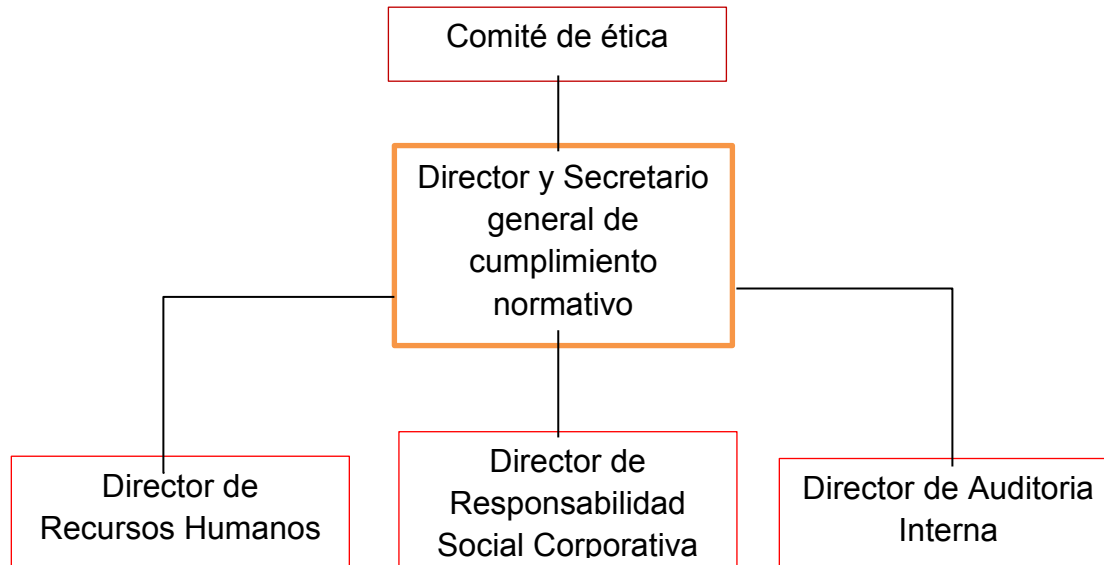 Comité de ética
Director y Secretario
general de
cumplimiento
normativo
Director de
Recursos Humanos
Director de
Responsabilidad
Social Corporativa
Director de Auditoria
Interna